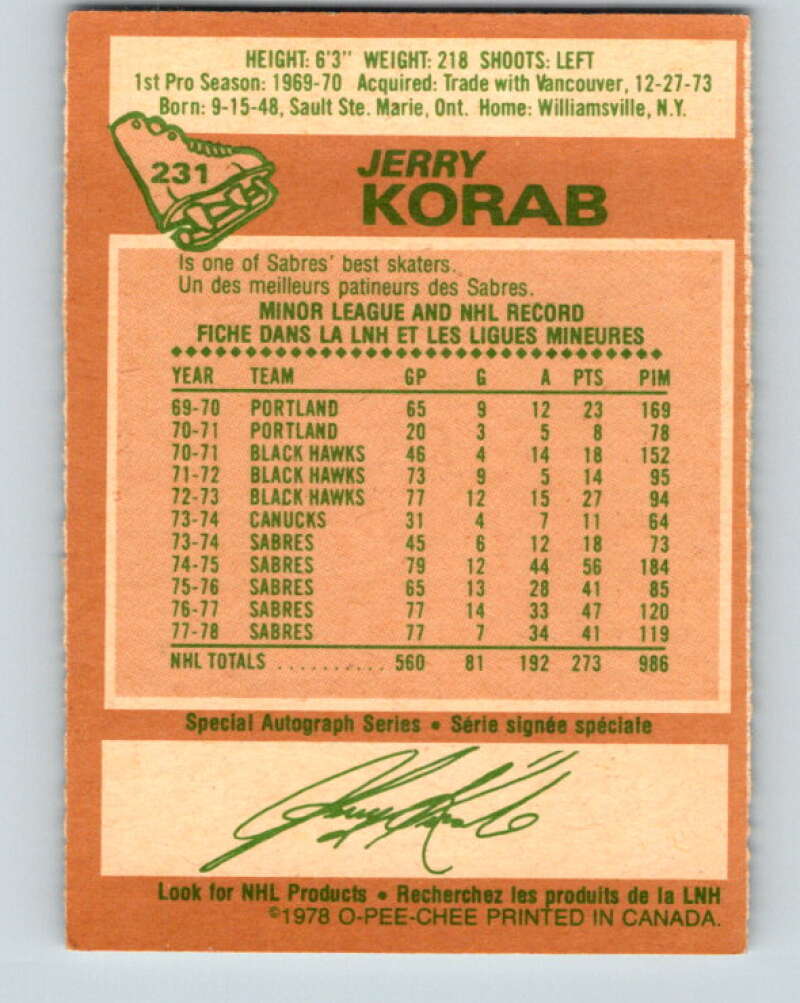 HEIGHT: 6'3" WEIGHT: 218 SHOOTS: LEFT
1st Pro Season: 1969-70 Acquired: Trade with Vancouver, 12-27-73
Born: 9-15-48, Sault Ste. Marie, Ont. Home: Williamsville, N.Y.
231
JERRY
KORAB
Is one of Sabres' best skaters.
Un des meilleurs patineurs des Sabres.
MINOR LEAGUE AND NHL RECORD
FICHE DANS LA LNH ET LES LIGUES MINEURES
YEAR TEAM GP G A PTS PIM
69-70 PORTLAND 65 9 12 23 169
70-71 PORTLAND 20 3 5 8 78
70-71 BLACK HAWKS 46 4 14 18 152
71-72 BLACK HAWKS 73 9 5 14 95
72-73 BLACK HAWKS 77 12 15 27 94
73-74 CANUCKS 31 4 7 11 64
73-74 SABRES 45 6 12 18 73
74-75 SABRES 79 12 44 56 184
75-76 SABRES 65 13 28 41 85
76-77 SABRES 77 14 33 47 120
77-78 SABRES 77 7 34 41 119
NHL TOTALS .......... 560 81 192 273 986
Special Autograph Series • Série signée spéciale
Jerry Korab
Look for NHL Products • Recherchez les produits de la LNH
©1978 O-PEE-CHEE PRINTED IN CANADA.